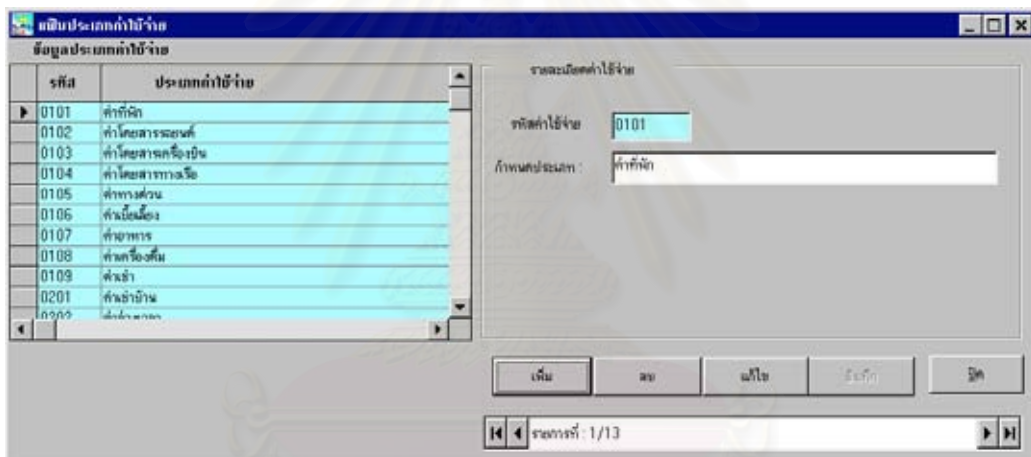 แฟ้มประเภทค่าใช้จ่าย
ข้อมูลประเภทค่าใช้จ่าย
รหัส ประเภทค่าใช้จ่าย
0101 ค่าที่พัก
0102 ค่าโดยสารรถยนต์
0103 ค่าโดยสารเครื่องบิน
0104 ค่าโดยสารทางเรือ
0105 ค่าทางด่วน
0106 ค่าเบี้ยเลี้ยง
0107 ค่าอาหาร
0108 ค่าเครื่องดื่ม
0109 ค่าเช่า
0201 ค่าเช่าบ้าน
0202
รายละเอียดค่าใช้จ่าย
รหัสค่าใช้จ่าย 0101
กำหนดประเภท : ค่าที่พัก
เพิ่ม ลบ แก้ไข บันทึก ปิด
รายการที่ : 1/13